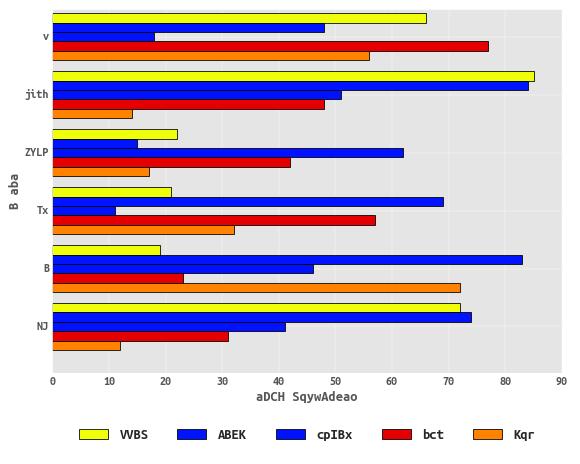 v
jith
ZYLP
Tx
B
NJ
B aba
0 10 20 30 40 50 60 70 80 90
aDCH SqywAdeao
VVBS ABEK cpIBx bct Kqr